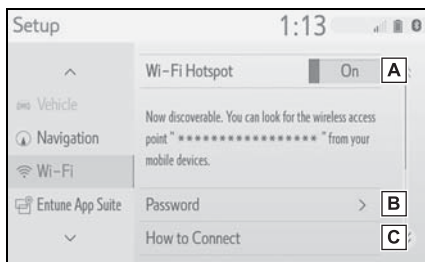 Setup
1:13
Vehicle
Navigation
Wi-Fi
Entune App Suite
Wi-Fi Hotspot
On
A
Now discoverable. You can look for the wireless access
point "＊＊＊＊＊＊＊＊＊＊＊＊＊＊＊＊＊" from your
mobile devices.
Password
B
How to Connect
C